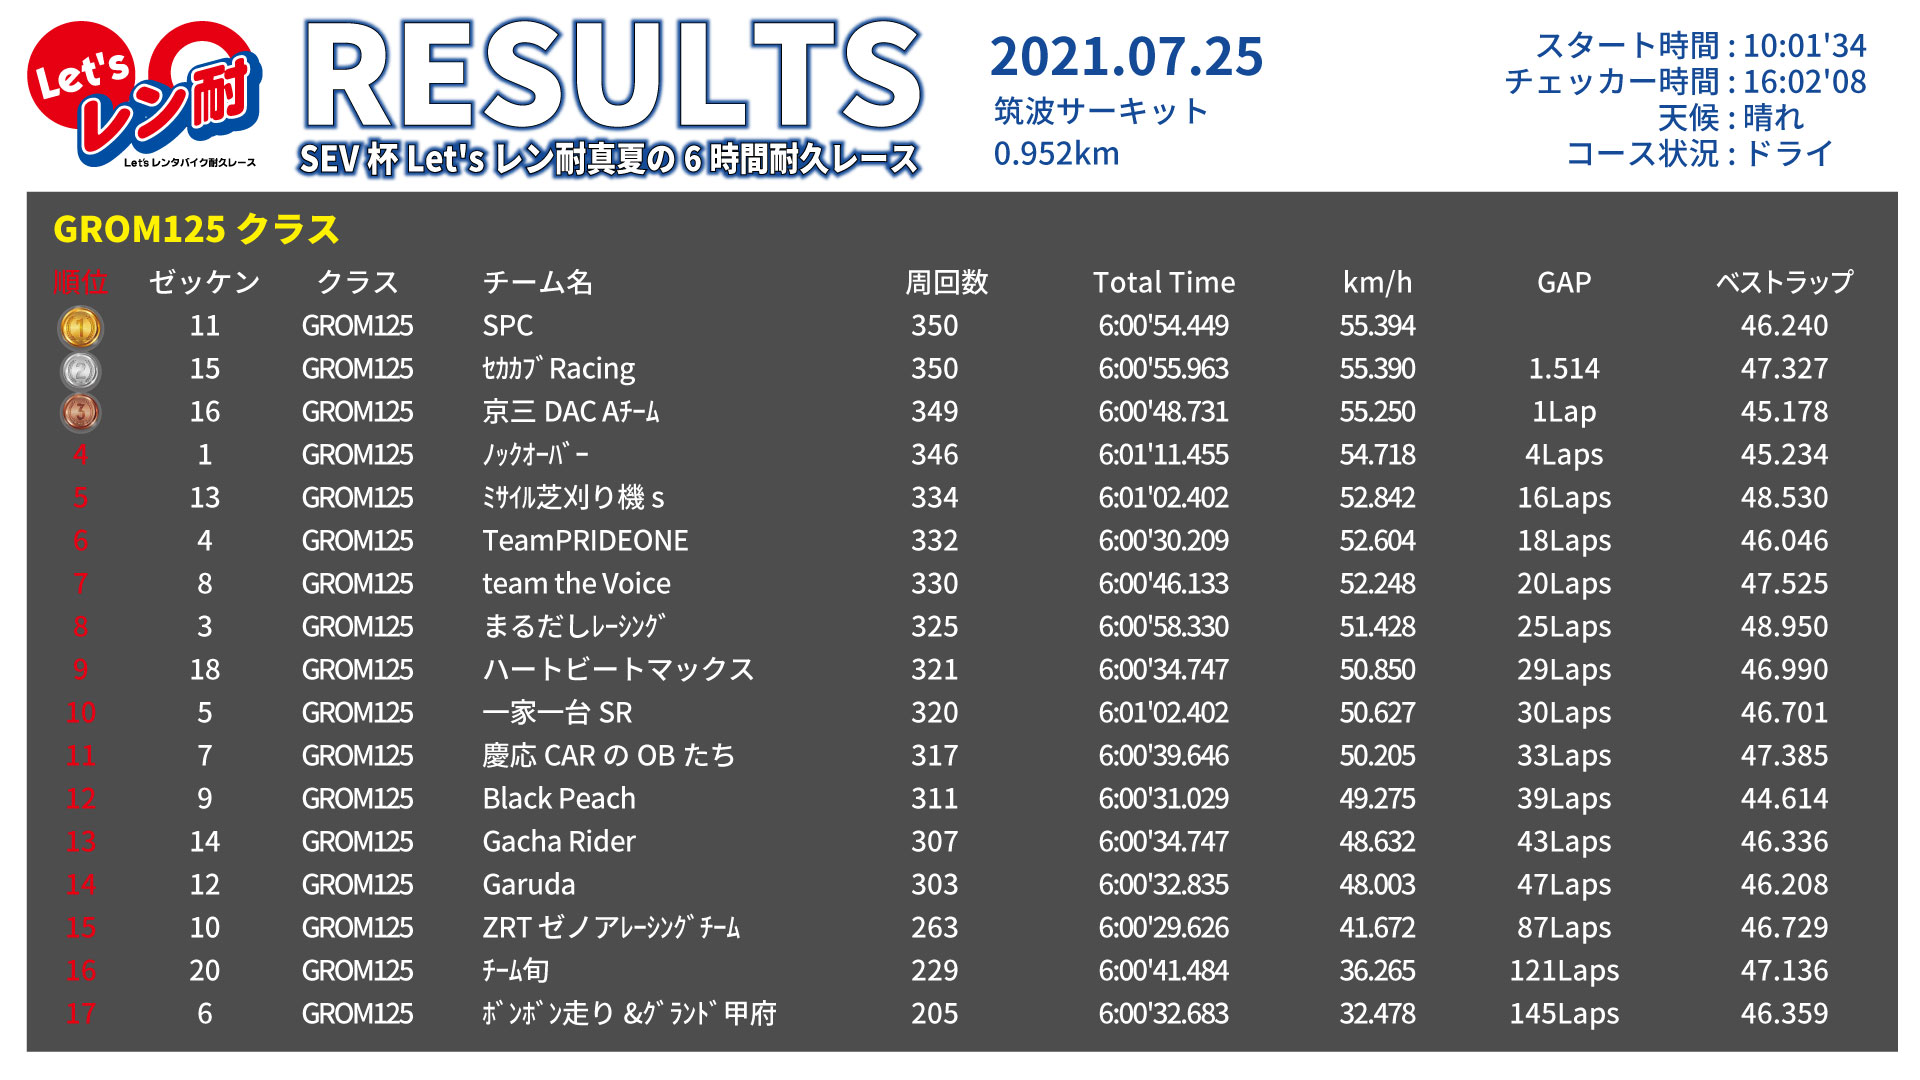 Let's
レン耐
Let'sレンタバイク耐久レース
RESULTS
SEV杯Let'sレン耐真夏の6時間耐久レース
2021.07.25
筑波サーキット
0.952km
スタート時間 : 10:01'34
チェッカー時間 : 16:02'08
天候 : 晴れ
コース状況 : ドライ
GROM125 クラス
順位 ゼッケン クラス チーム名 周回数 Total Time km/h GAP ベストラップ
1 11 GROM125 SPC 350 6:00'54.449 55.394 46.240
2 15 GROM125 ｾｶｶﾌﾞRacing 350 6:00'55.963 55.390 1.514 47.327
3 16 GROM125 京三 DAC Aﾁｰﾑ 349 6:00'48.731 55.250 1Lap 45.178
4 1 GROM125 ﾉｯｸｵｰﾊﾞｰ 346 6:01'11.455 54.718 4Laps 45.234
5 13 GROM125 ﾐｻｲﾙ芝刈り機 s 334 6:01'02.402 52.842 16Laps 48.530
6 4 GROM125 TeamPRIDEONE 332 6:00'30.209 52.604 18Laps 46.046
7 8 GROM125 team the Voice 330 6:00'46.133 52.248 20Laps 47.525
8 3 GROM125 まるだしﾚｰｼﾝｸﾞ 325 6:00'58.330 51.428 25Laps 48.950
9 18 GROM125 ハートビートマックス 321 6:00'34.747 50.850 29Laps 46.990
10 5 GROM125 一家一台 SR 320 6:01'02.402 50.627 30Laps 46.701
11 7 GROM125 慶応 CAR の OB たち 317 6:00'39.646 50.205 33Laps 47.385
12 9 GROM125 Black Peach 311 6:00'31.029 49.275 39Laps 44.614
13 14 GROM125 Gacha Rider 307 6:00'34.747 48.632 43Laps 46.336
14 12 GROM125 Garuda 303 6:00'32.835 48.003 47Laps 46.208
15 10 GROM125 ZRT ゼノアﾚｰｼﾝｸﾞﾁｰﾑ 263 6:00'29.626 41.672 87Laps 46.729
16 20 GROM125 ﾁｰﾑ旬 229 6:00'41.484 36.265 121Laps 47.136
17 6 GROM125 ﾎﾞﾝﾎﾞﾝ走り &ｸﾞﾗﾝﾄﾞ甲府 205 6:00'32.683 32.478 145Laps 46.359